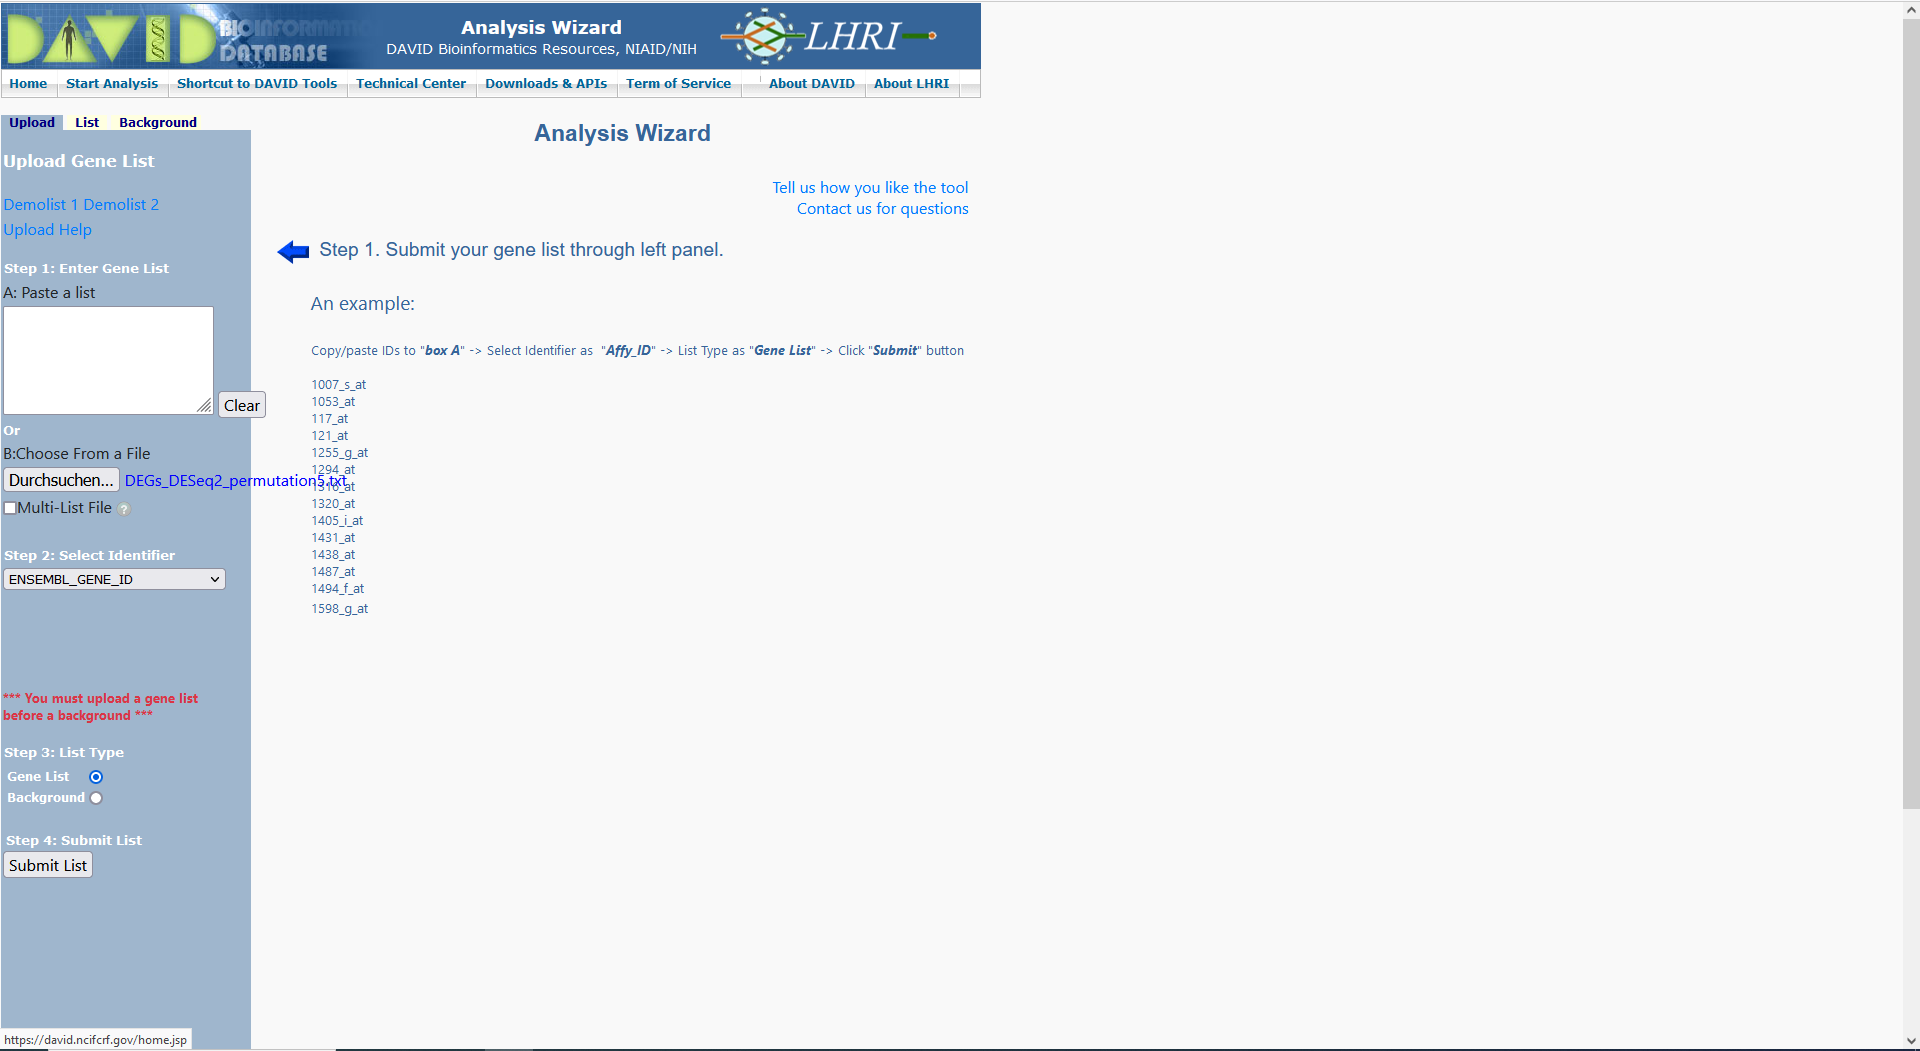 DAVID BIOINFORMATICS
DATABASE
Analysis Wizard
DAVID Bioinformatics Resources, NIAID/NIH
LHRI
Home Start Analysis Shortcut to DAVID Tools Technical Center Downloads & APIs Term of Service About DAVID About LHRI
Upload List Background
Upload Gene List
Demolist 1 Demolist 2
Upload Help
Step 1: Enter Gene List
A: Paste a list
Clear
Or
B:Choose From a File
Durchsuchen... DEGs_DESeq2_permutation5.txt
Multi-List File ?
Step 2: Select Identifier
ENSEMBL_GENE_ID
*** You must upload a gene list
before a background ***
Step 3: List Type
Gene List
Background
Step 4: Submit List
Submit List
Analysis Wizard
Tell us how you like the tool
Contact us for questions
Step 1. Submit your gene list through left panel.
An example:
Copy/paste IDs to "box A" -> Select Identifier as "Affy_ID" -> List Type as "Gene List" -> Click "Submit" button
1007_s_at
1053_at
117_at
121_at
1255_g_at
1294_at
1316_at
1320_at
1405_i_at
1431_at
1438_at
1487_at
1494_f_at
1598_g_at
https://david.ncifcrf.gov/home.jsp